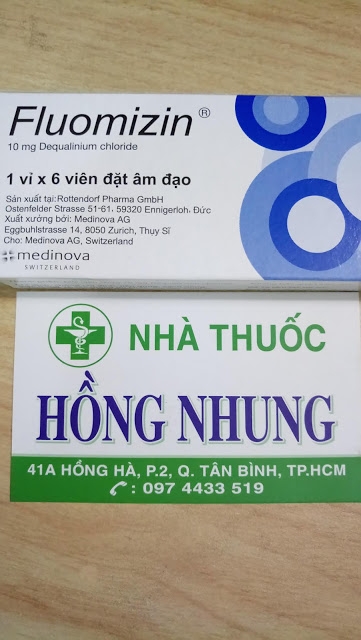 Fluomizin®
10 mg Dequalinium chloride
1 vỉ x 6 viên đặt âm đạo
Sản xuất tại:Rottendorf Pharma GmbH
Ostenfelder Strasse 51-61, 59320 Ennigerloh, Đức
Xuất xưởng bởi: Medinova AG
Eggbuhlstrasse 14, 8050 Zurich, Thụy Sĩ
Cho: Medinova AG, Switzerland
medinova
SWITZERLAND
NHÀ THUỐC
HỒNG NHUNG
41A HỒNG HÀ, P.2, Q. TÂN BÌNH, TP.HCM
: 097 4433 519